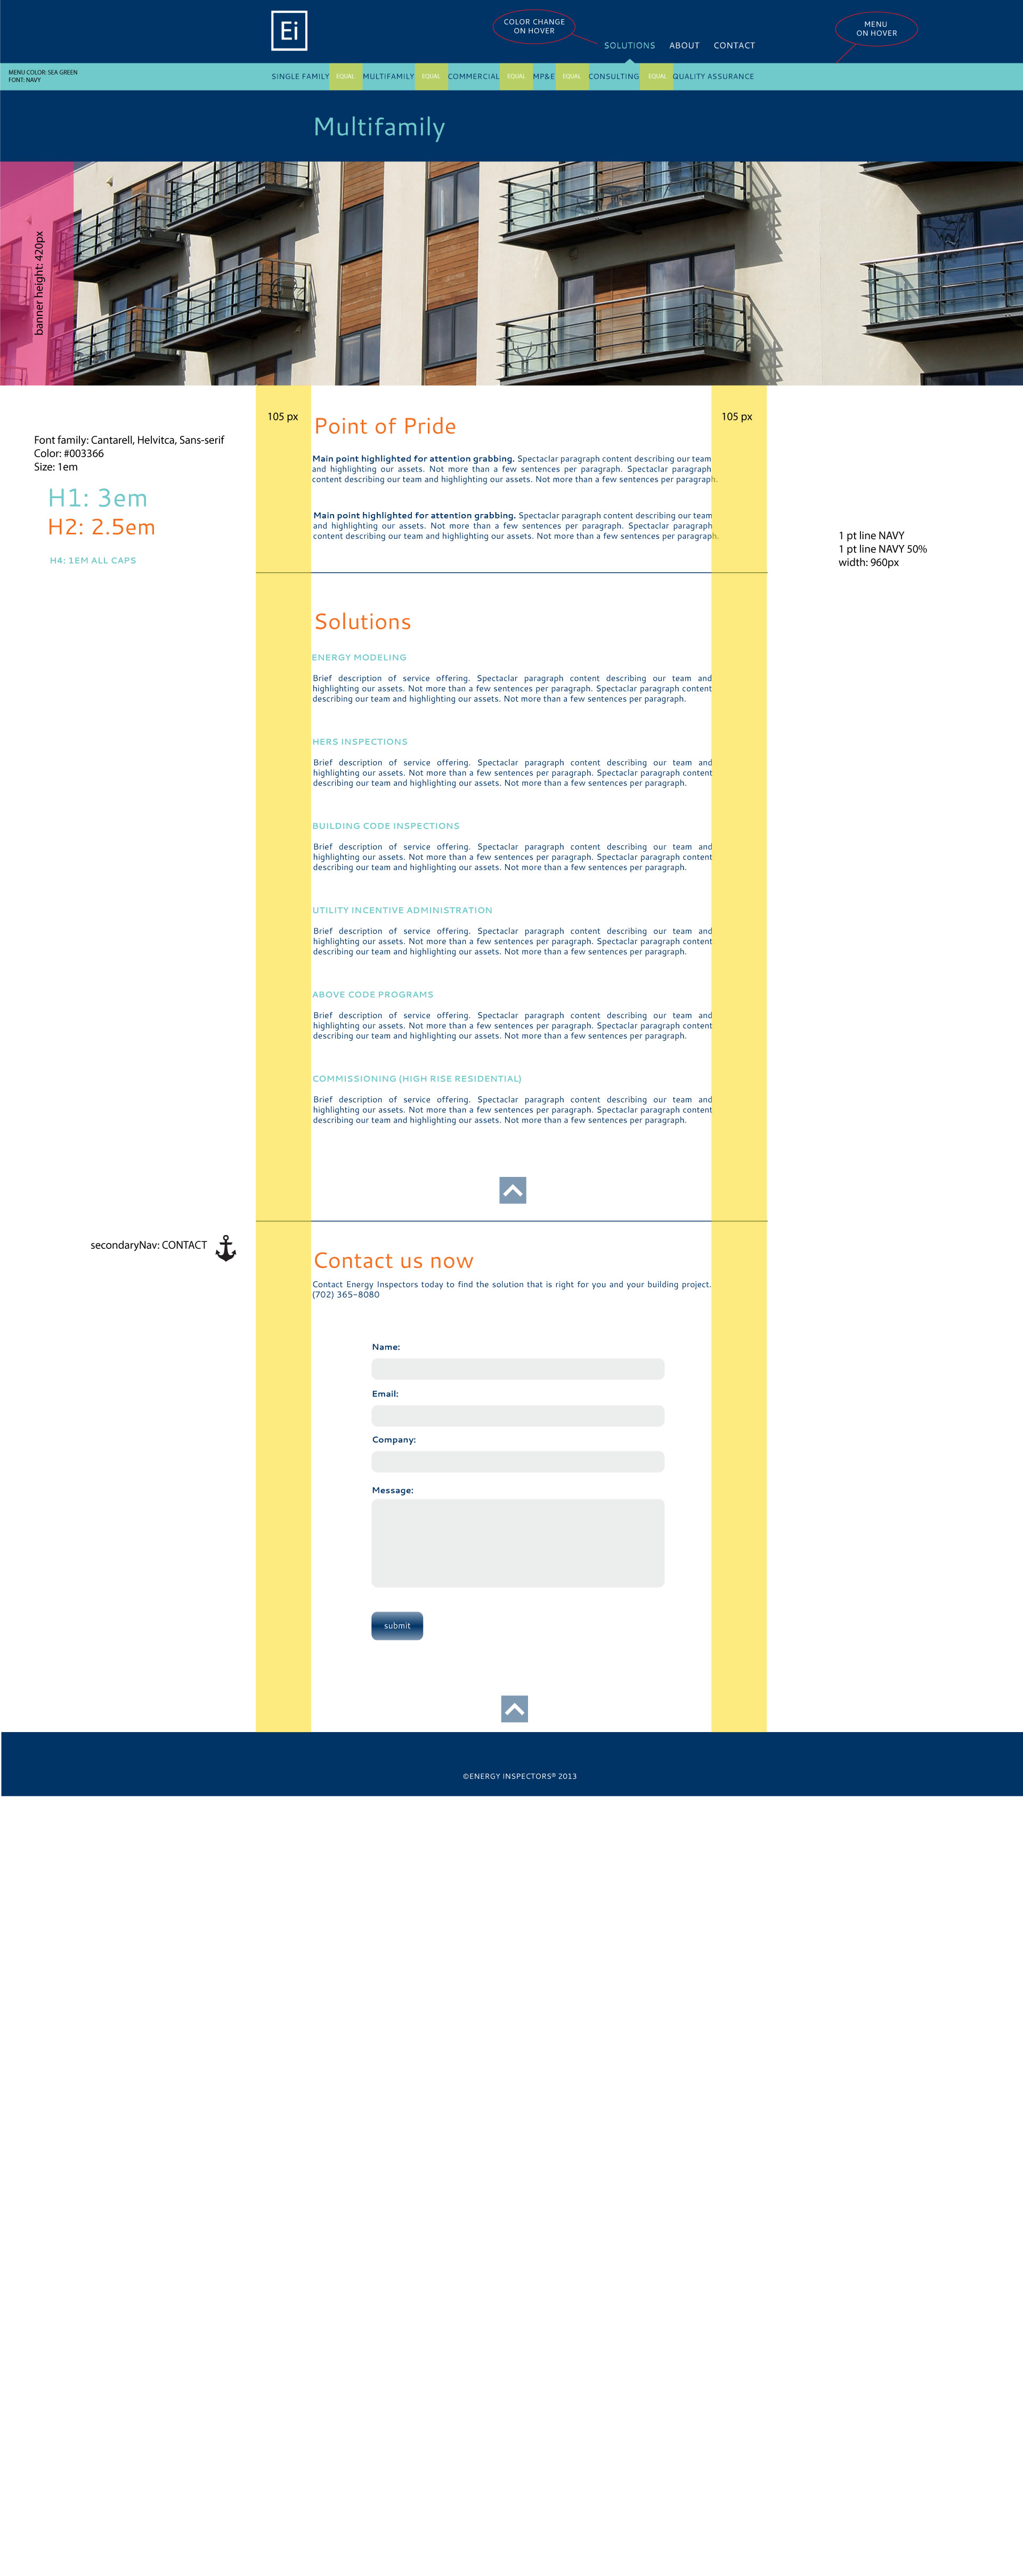 Ei
COLOR CHANGE
ON HOVER
MENU
ON HOVER
SOLUTIONS ABOUT CONTACT
MENU COLOR: SEA GREEN
FONT: NAVY
SINGLE FAMILY EQUAL MULTIFAMILY EQUAL COMMERCIAL EQUAL MP&E EQUAL CONSULTING EQUAL QUALITY ASSURANCE
Multifamily
banner height: 420px
105 px
105 px
Font family: Cantarell, Helvitca, Sans-serif
Color: #003366
Size: 1em
H1: 3em
H2: 2.5em
H4: 1EM ALL CAPS
Point of Pride
Main point highlighted for attention grabbing. Spectaclar paragraph content describing our team
and highlighting our assets. Not more than a few sentences per paragraph. Spectaclar paragraph
content describing our team and highlighting our assets. Not more than a few sentences per paragraph.
Main point highlighted for attention grabbing. Spectaclar paragraph content describing our team
and highlighting our assets. Not more than a few sentences per paragraph. Spectaclar paragraph
content describing our team and highlighting our assets. Not more than a few sentences per paragraph.
1 pt line NAVY
1 pt line NAVY 50%
width: 960px
Solutions
ENERGY MODELING
Brief description of service offering. Spectaclar paragraph content describing our team and
highlighting our assets. Not more than a few sentences per paragraph. Spectaclar paragraph content
describing our team and highlighting our assets. Not more than a few sentences per paragraph.
HERS INSPECTIONS
Brief description of service offering. Spectaclar paragraph content describing our team and
highlighting our assets. Not more than a few sentences per paragraph. Spectaclar paragraph content
describing our team and highlighting our assets. Not more than a few sentences per paragraph.
BUILDING CODE INSPECTIONS
Brief description of service offering. Spectaclar paragraph content describing our team and
highlighting our assets. Not more than a few sentences per paragraph. Spectaclar paragraph content
describing our team and highlighting our assets. Not more than a few sentences per paragraph.
UTILITY INCENTIVE ADMINISTRATION
Brief description of service offering. Spectaclar paragraph content describing our team and
highlighting our assets. Not more than a few sentences per paragraph. Spectaclar paragraph content
describing our team and highlighting our assets. Not more than a few sentences per paragraph.
ABOVE CODE PROGRAMS
Brief description of service offering. Spectaclar paragraph content describing our team and
highlighting our assets. Not more than a few sentences per paragraph. Spectaclar paragraph content
describing our team and highlighting our assets. Not more than a few sentences per paragraph.
COMMISSIONING (HIGH RISE RESIDENTIAL)
Brief description of service offering. Spectaclar paragraph content describing our team and
highlighting our assets. Not more than a few sentences per paragraph. Spectaclar paragraph content
describing our team and highlighting our assets. Not more than a few sentences per paragraph.
secondaryNav: CONTACT
Contact us now
Contact Energy Inspectors today to find the solution that is right for you and your building project.
(702) 365-8080
Name:
Email:
Company:
Message:
submit
©ENERGY INSPECTORS® 2013